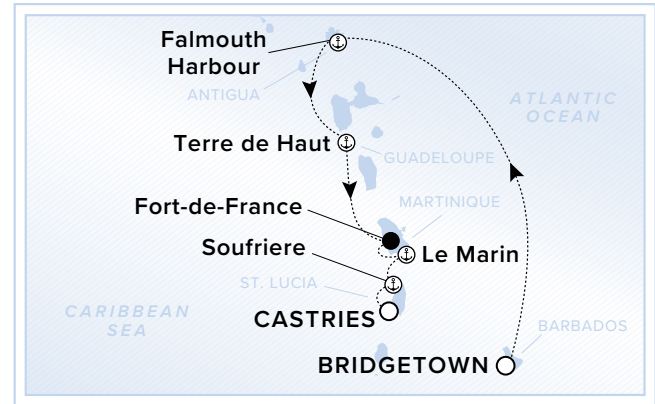 Falmouth
Harbour
ANTIGUA
ATLANTIC
OCEAN
Terre de Haut
GUADELOUPE
Fort-de-France
MARTINIQUE
Soufriere
Le Marin
ST. LUCIA
CARIBBEAN
SEA
CASTRIES
BARBADOS
BRIDGETOWN